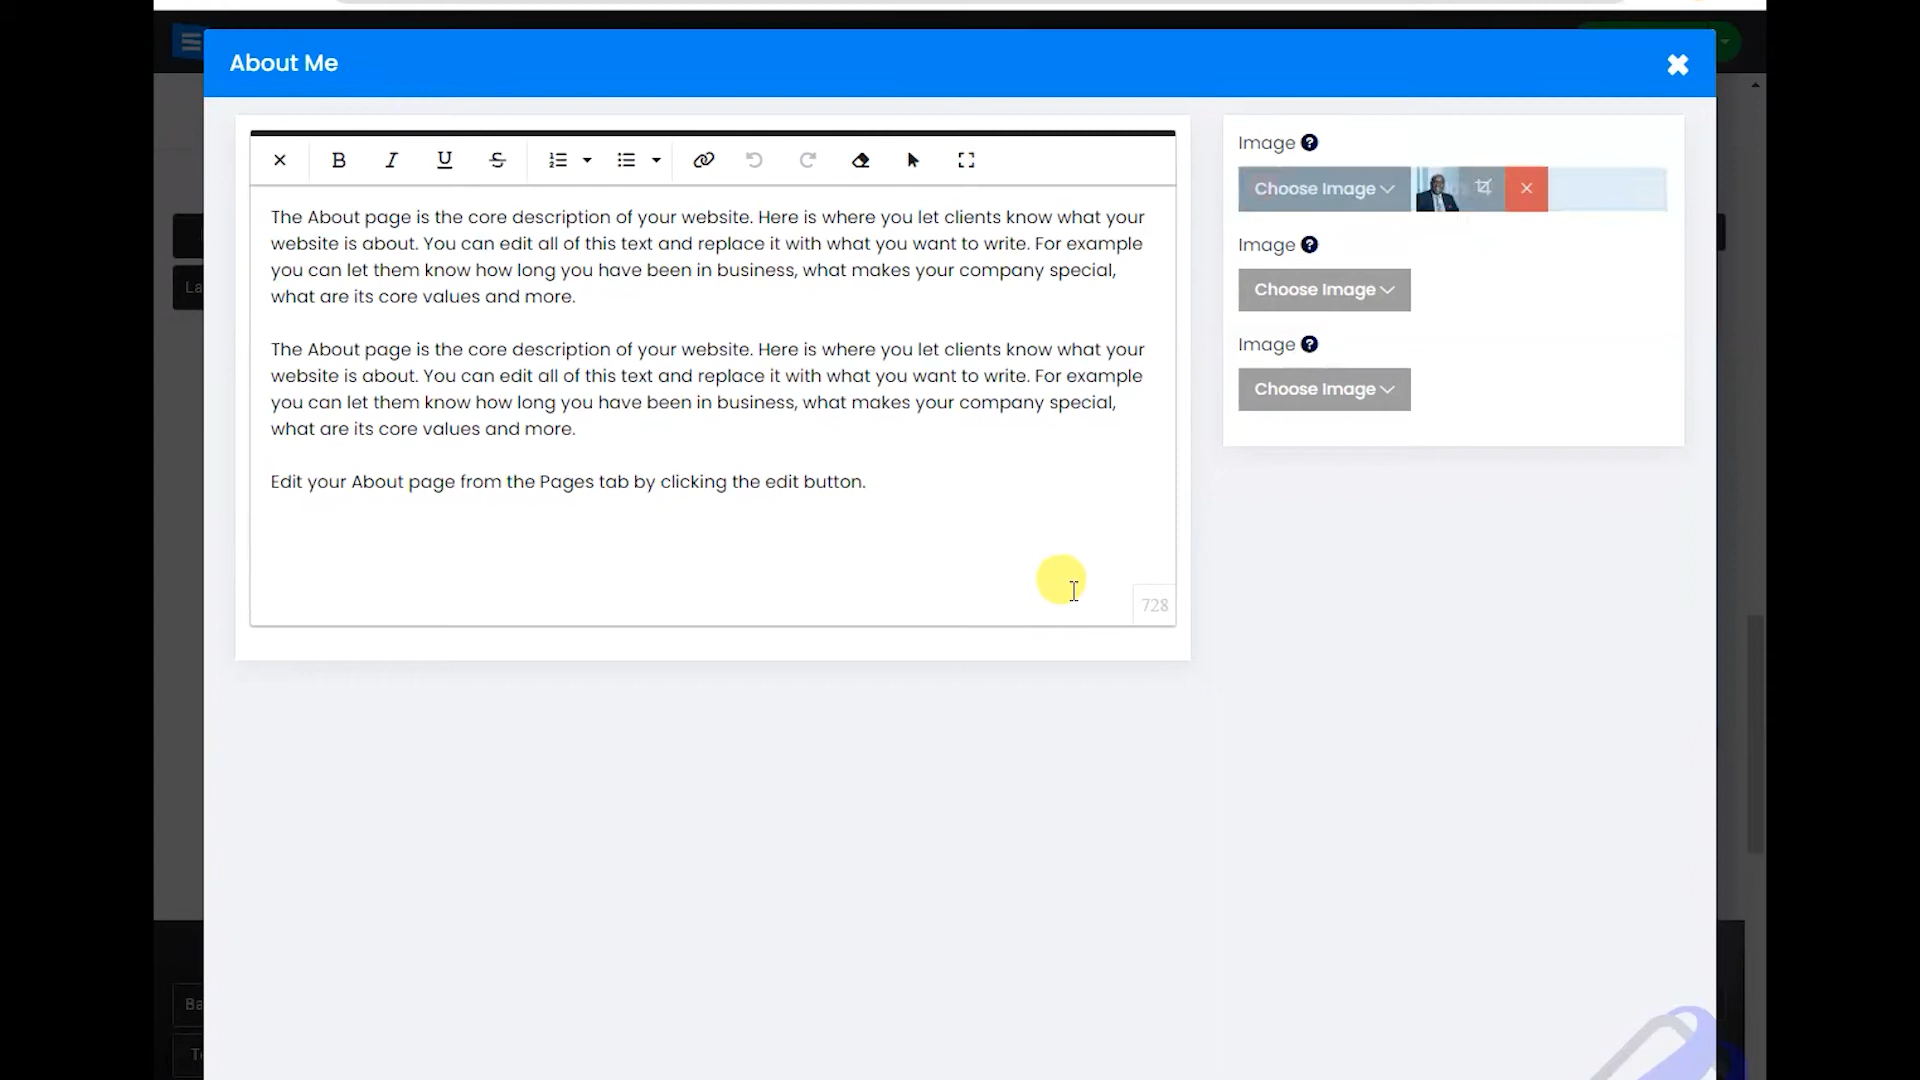 About Me
The About page is the core description of your website. Here is where you let clients know what your
website is about. You can edit all of this text and replace it with what you want to write. For example
you can let them know how long you have been in business, what makes your company special,
what are its core values and more.
The About page is the core description of your website. Here is where you let clients know what your
website is about. You can edit all of this text and replace it with what you want to write. For example
you can let them know how long you have been in business, what makes your company special,
what are its core values and more.
Edit your About page from the Pages tab by clicking the edit button.
728
Image
Choose Image
Image
Choose Image
Image
Choose Image
La
Ba